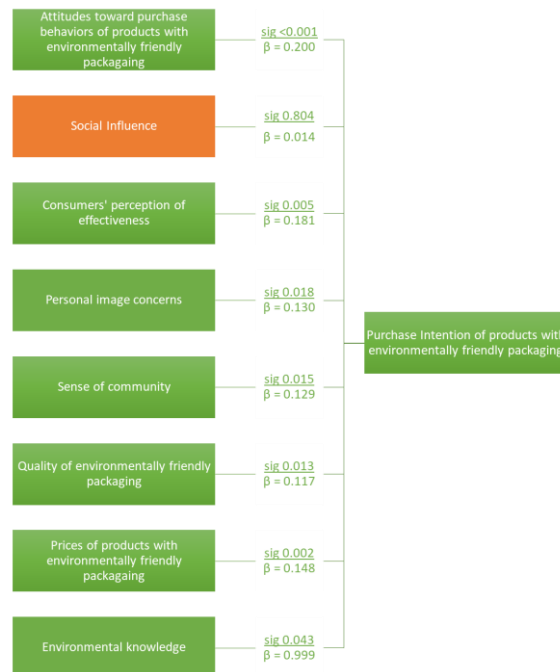 Attitudes toward purchase
behaviors of products with
environmentally friendly
packagaing
sig <0.001
β = 0.200
Social Influence
sig 0.804
β = 0.014
Consumers' perception of
effectiveness
sig 0.005
β = 0.181
Personal image concerns
sig 0.018
β = 0.130
Purchase Intention of products with
environmentally friendly packaging
Sense of community
sig 0.015
β = 0.129
Quality of environmentally friendly
packaging
sig 0.013
β = 0.117
Prices of products with
environmentally friendly
packagaing
sig 0.002
β = 0.148
Environmental knowledge
sig 0.043
β = 0.999